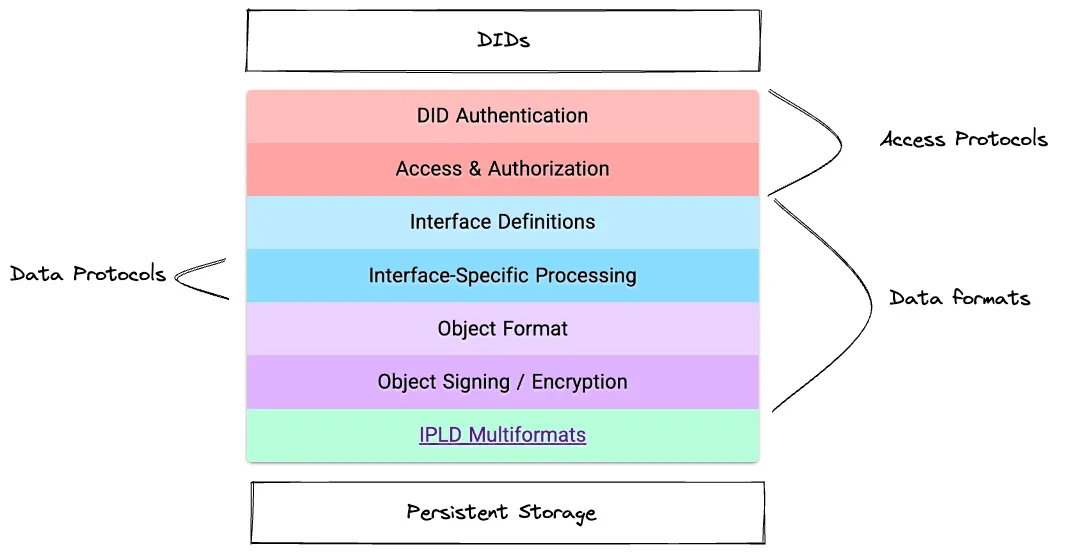 DIDs
DID Authentication
Access Protocols
Access & Authorization
Interface Definitions
Data Protocols
Interface-Specific Processing
Data formats
Object Format
Object Signing / Encryption
IPLD Multiformats
Persistent Storage